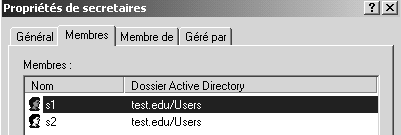 Propriétés de secretaires
Général Membres Membre de Géré par
Membres :
Nom Dossier Active Directory
s1 test.edu/Users
s2 test.edu/Users